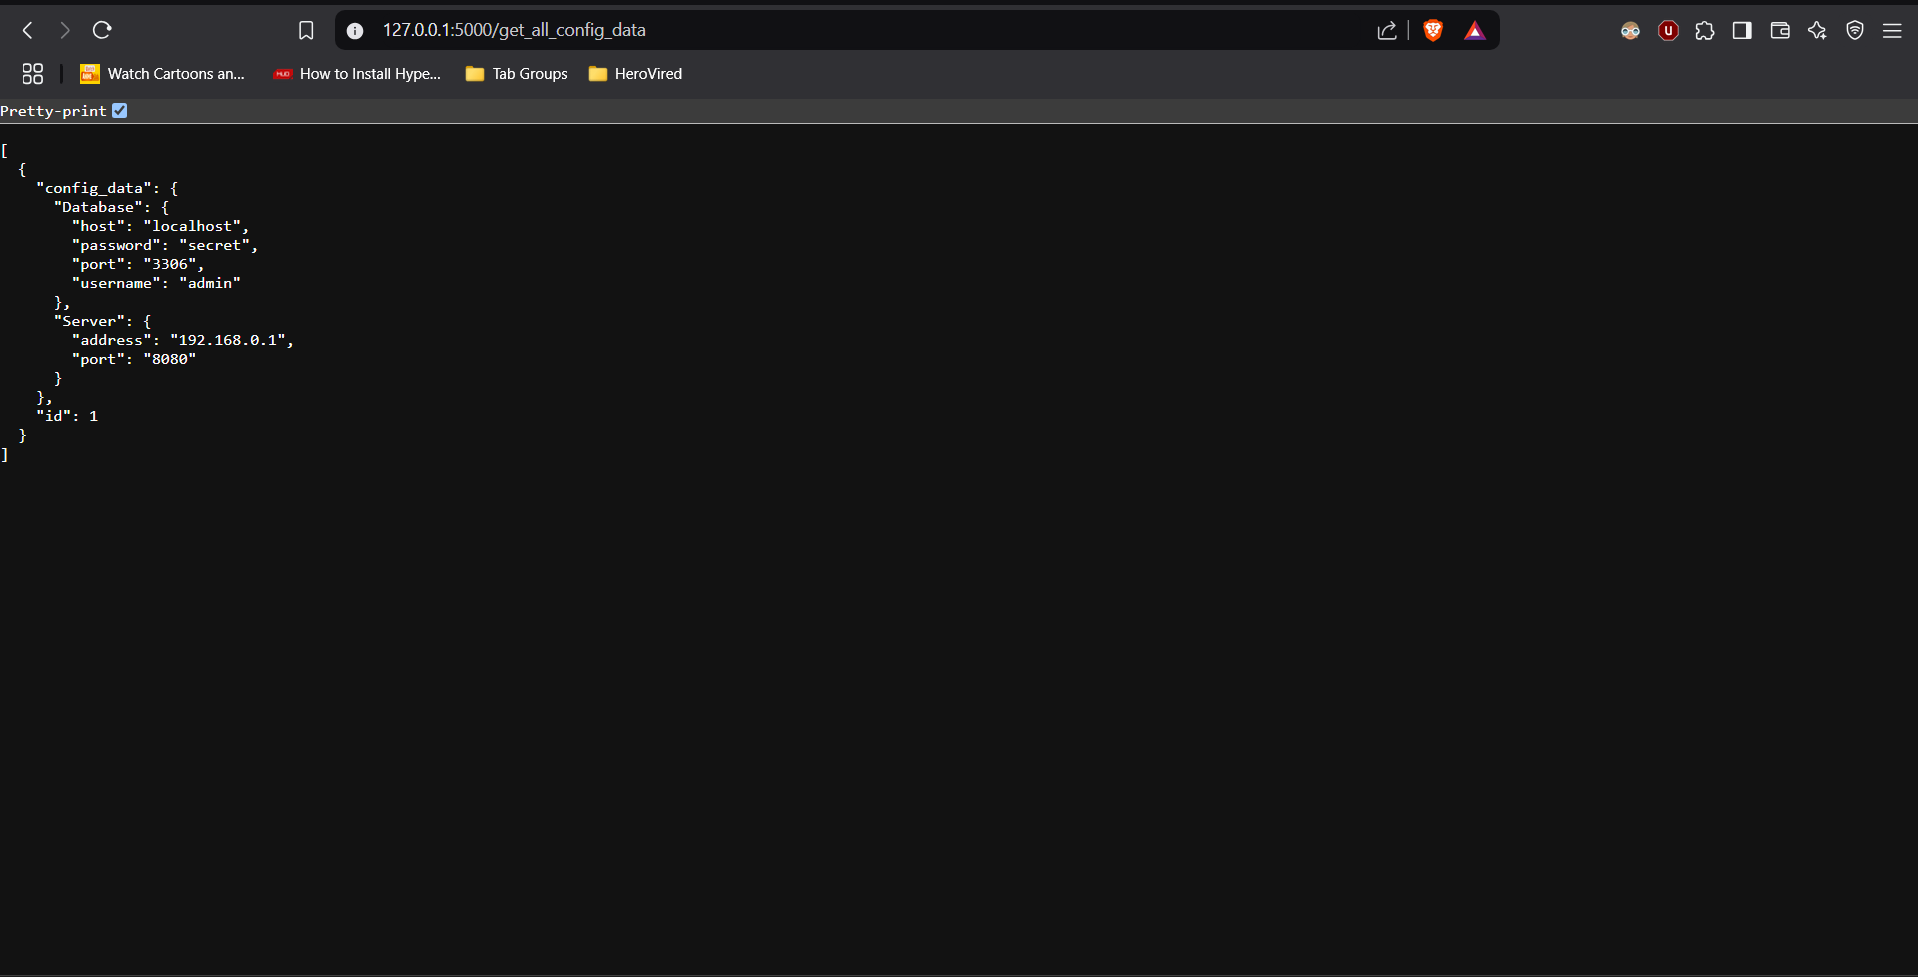 127.0.0.1:5000/get_all_config_data
Watch Cartoons an... How to Install Hype... Tab Groups HeroVired
Pretty-print
[
  {
    "config_data": {
      "Database": {
        "host": "localhost",
        "password": "secret",
        "port": "3306",
        "username": "admin"
      },
      "Server": {
        "address": "192.168.0.1",
        "port": "8080"
      }
    },
    "id": 1
  }
]